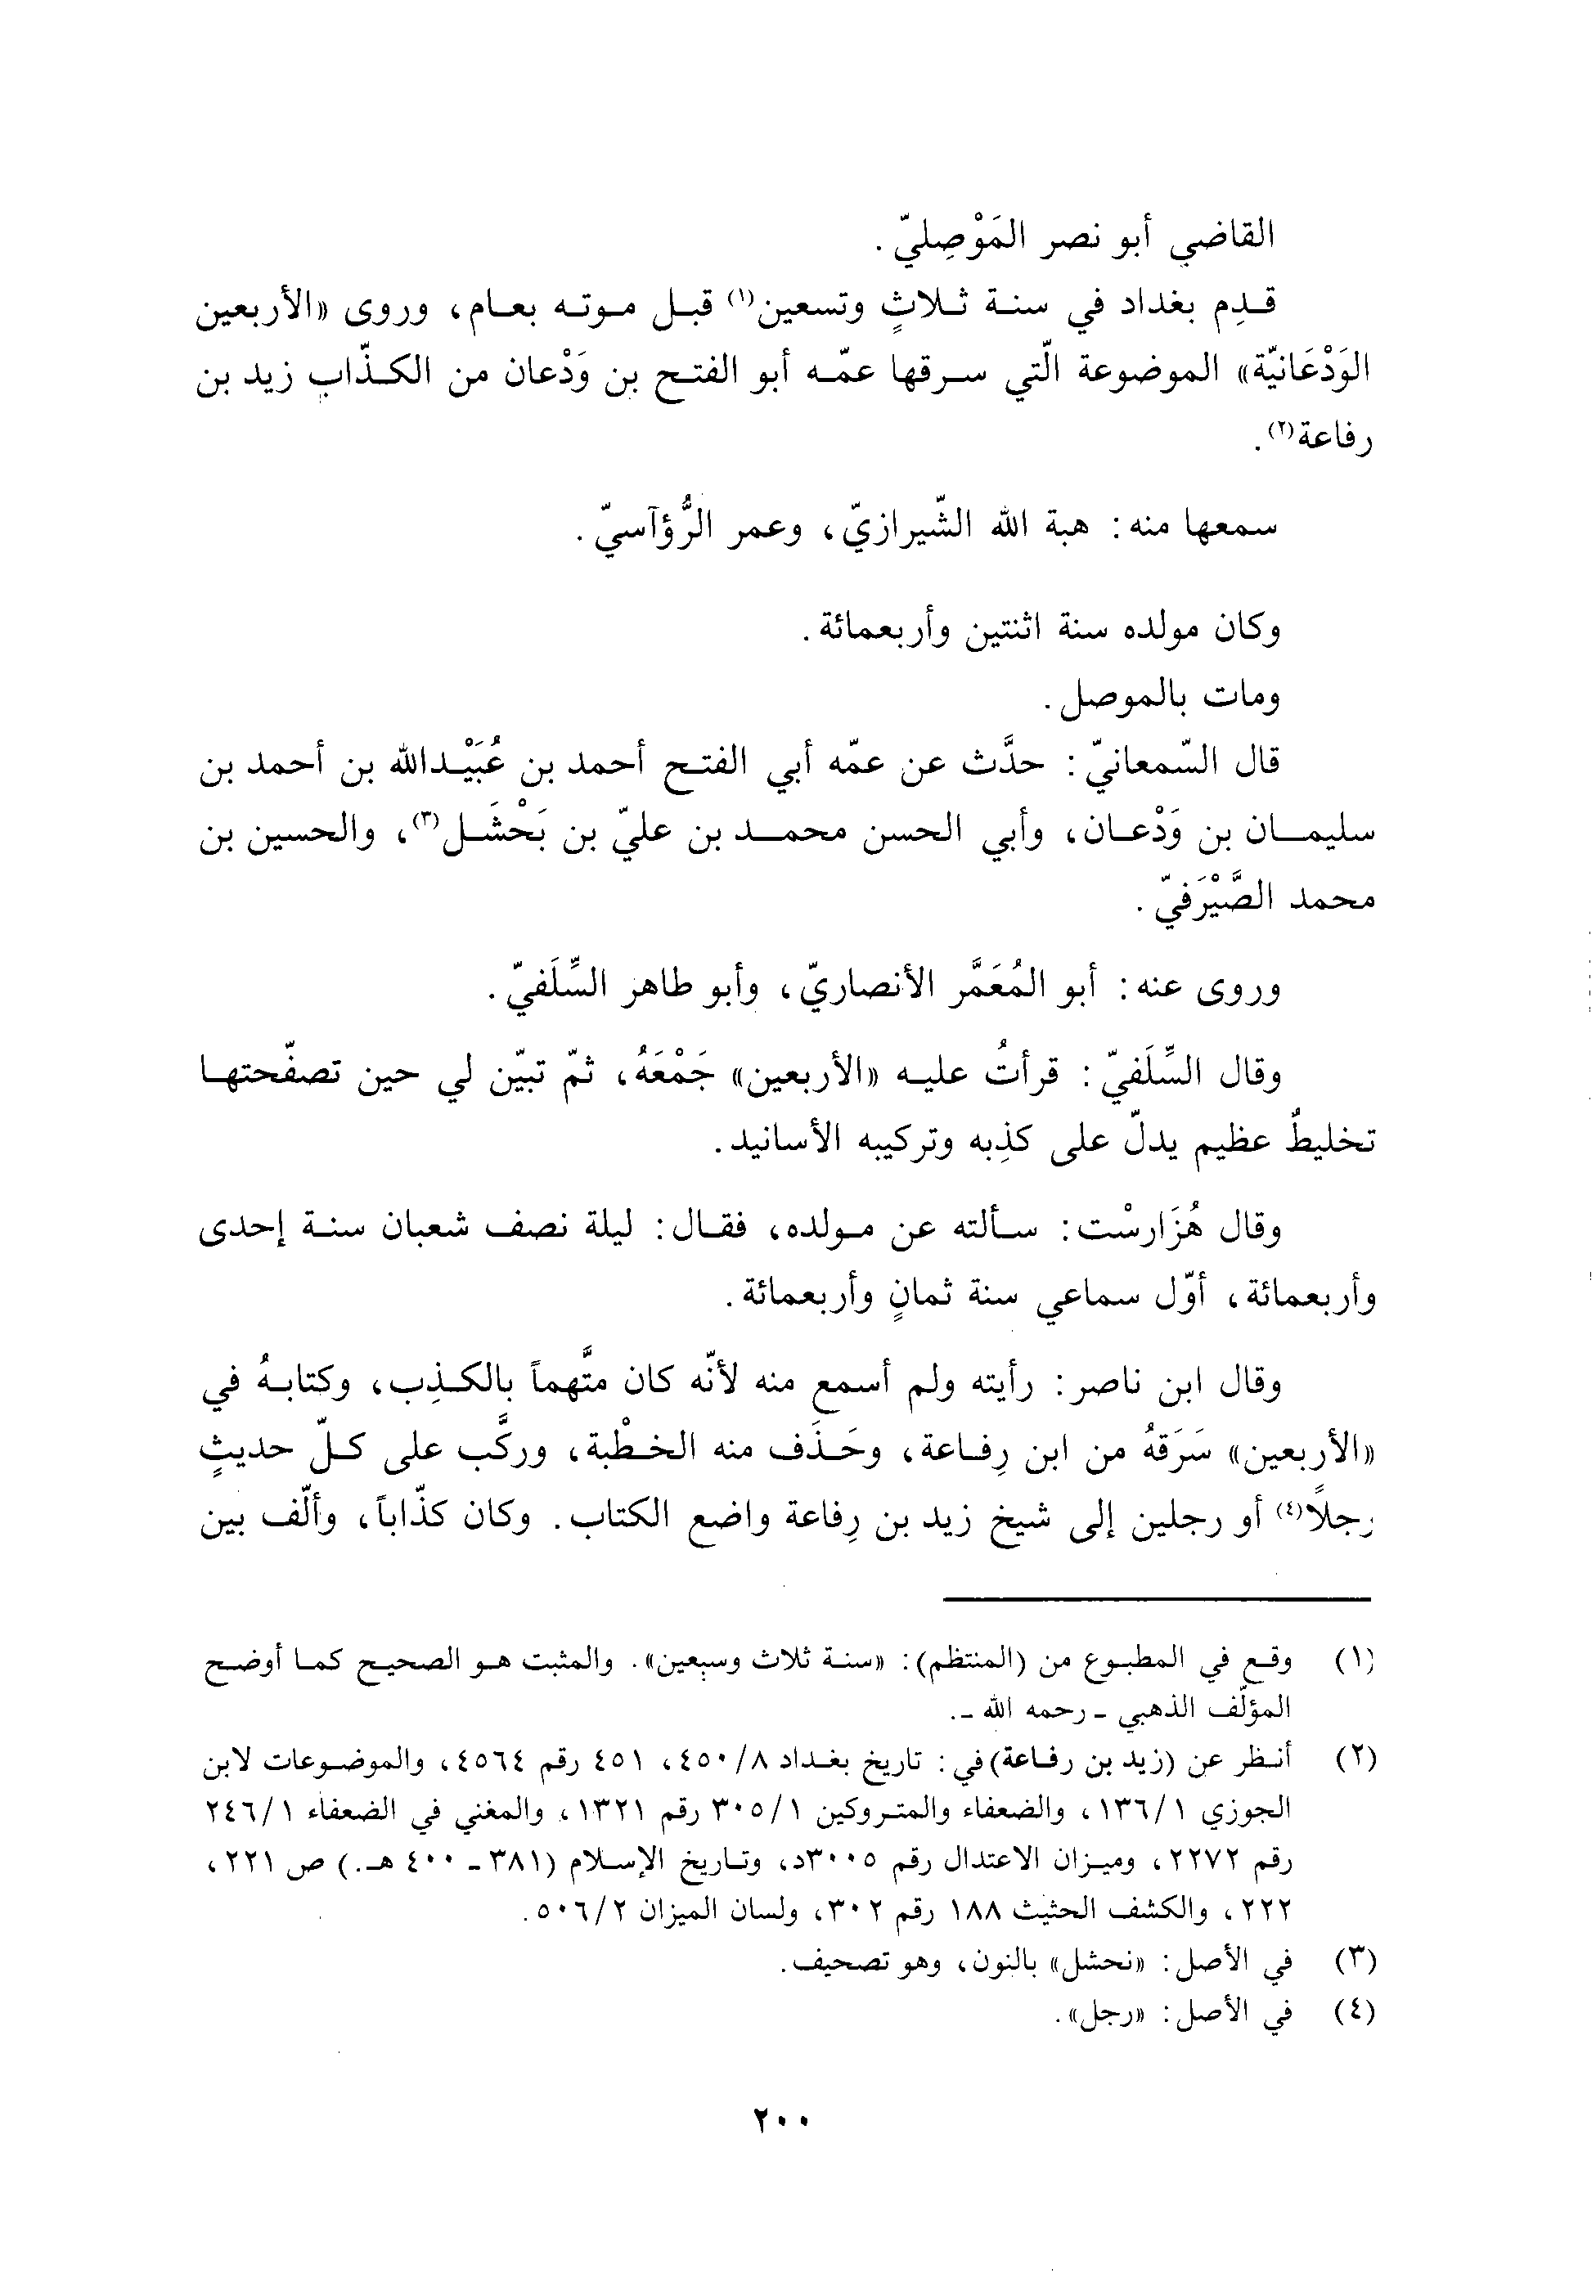 القاضي أبو نصر المَوْصِليّ.
قدِم بغداد في سنة ثلاثٍ وتسعين(١) قبل موته بعام، وروى «الأربعين
الوَدْعَانيّة» الموضوعة الّتي سرقها عمّه أبو الفتح بن وَدْعان من الكذّاب زيد بن
رفاعة(٢).
سمعها منه: هبة الله الشّيرازيّ، وعمر الرُّؤآسيّ.
وكان مولده سنة اثنتين وأربعمائة.
ومات بالموصل.
قال السّمعانيّ: حدَّث عن عمّه أبي الفتح أحمد بن عُبَيْدالله بن أحمد بن
سليمان بن وَدْعان، وأبي الحسن محمد بن عليّ بن بَحْشَل(٣)، والحسين بن
محمد الصَّيْرَفيّ.
وروى عنه: أبو المُعَمَّر الأنصاريّ، وأبو طاهر السِّلَفيّ.
وقال السِّلَفيّ: قرأتُ عليه «الأربعين» جَمْعَهُ، ثمّ تبيّن لي حين تصفّحتها
تخليطٌ عظيم يدلّ على كذِبه وتركيبه الأسانيد.
وقال هُزَارسْت: سألته عن مولده، فقال: ليلة نصف شعبان سنة إحدى
وأربعمائة، أوّل سماعي سنة ثمانٍ وأربعمائة.
وقال ابن ناصر: رأيته ولم أسمع منه لأنّه كان متَّهماً بالكذِب، وكتابهُ في
«الأربعين» سَرَقهُ من ابن رِفاعة، وحَذَف منه الخطْبة، وركَّب على كلّ حديثٍ
رجلًا(٤) أو رجلين إلى شيخ زيد بن رِفاعة واضع الكتاب. وكان كذّاباً، وألّف بين
(١) وقع في المطبوع من (المنتظم): «سنة ثلاث وسبعين». والمثبت هو الصحيح كما أوضح
المؤلّف الذهبي ـ رحمه الله ـ.
(٢) أنظر عن (زيد بن رفاعة) في: تاريخ بغداد ٨/٤٥٠، ٤٥١ رقم ٤٥٦٤، والموضوعات لابن
الجوزي ١/١٣٦، والضعفاء والمتروكين ١/٣٠٥ رقم ١٣٢١، والمغني في الضعفاء ١/٢٤٦
رقم ٢٢٧٢، وميزان الاعتدال رقم ٣٠٠٥د، وتاريخ الإسلام (٣٨١ ـ ٤٠٠ هـ.) ص ٢٢١،
٢٢٢، والكشف الحثيث ١٨٨ رقم ٣٠٢، ولسان الميزان ٢/٥٠٦.
(٣) في الأصل: «نحشل» بالنون، وهو تصحيف.
(٤) في الأصل: «رجل».
٢٠٠